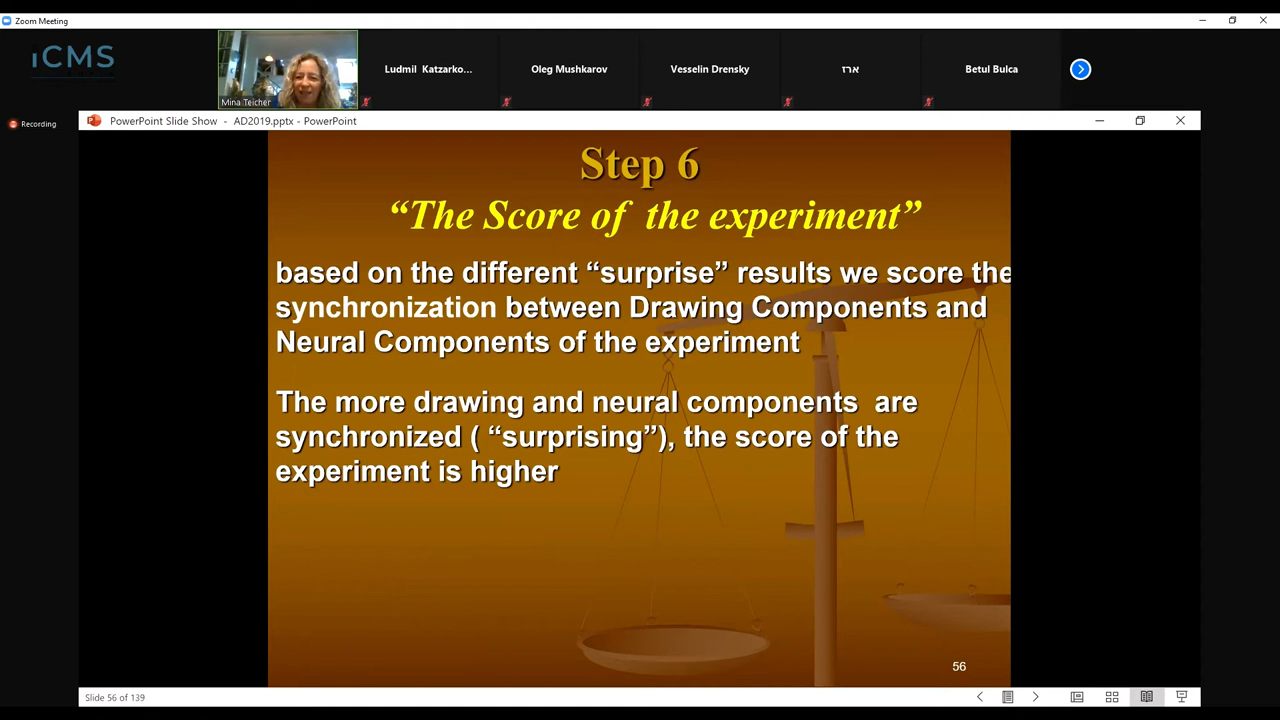 Zoom Meeting
iCMS
Mina Teicher
Ludmil Katzarko...
Oleg Mushkarov
Vesselin Drensky
ארז
Betul Bulca
Recording
PowerPoint Slide Show - AD2019.pptx - PowerPoint
Step 6
“The Score of the experiment”
based on the different “surprise” results we score the
synchronization between Drawing Components and
Neural Components of the experiment
The more drawing and neural components are
synchronized ( “surprising”), the score of the
experiment is higher
56
Slide 56 of 139